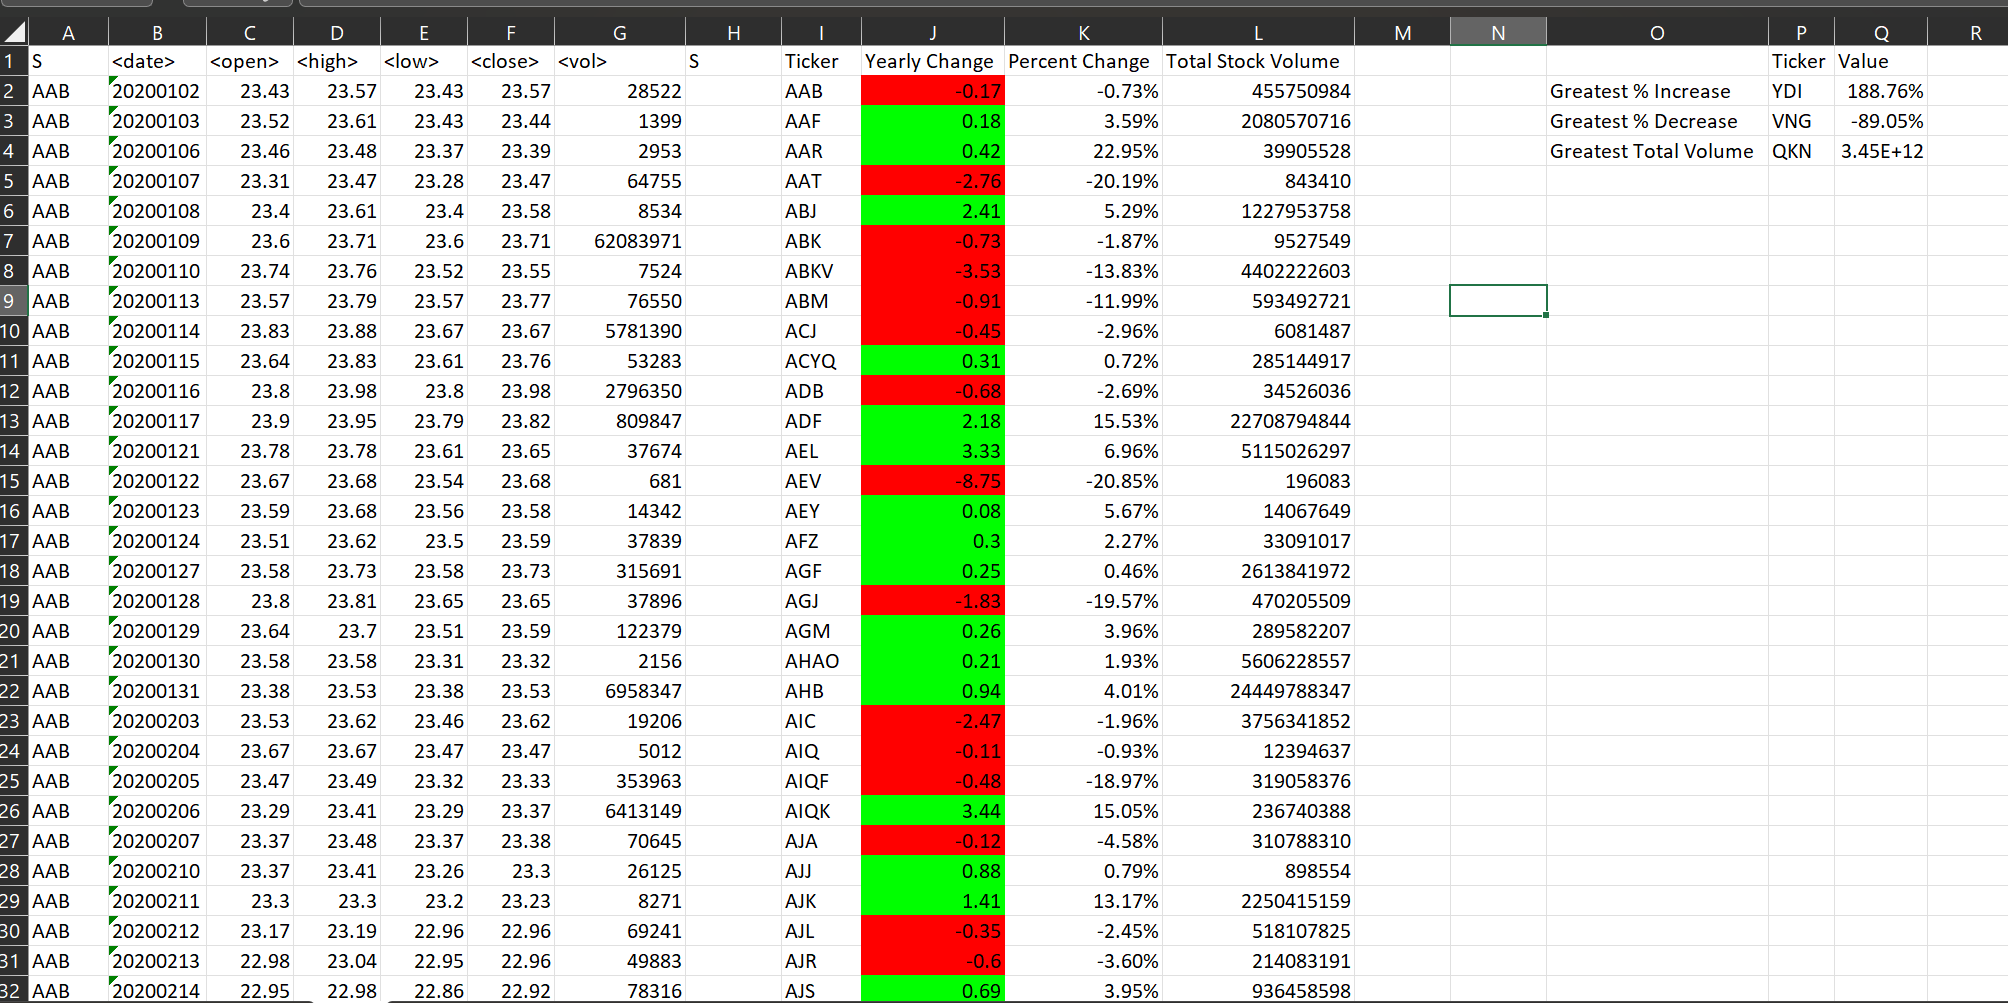 A B C D E F G H I J K L M N O P Q R
1 S <date> <open> <high> <low> <close> <vol> S Ticker Yearly Change Percent Change Total Stock Volume Ticker Value
2 AAB 20200102 23.43 23.57 23.43 23.57 28522 AAB -0.17 -0.73% 455750984 Greatest % Increase YDI 188.76%
3 AAB 20200103 23.52 23.61 23.43 23.44 1399 AAF 0.18 3.59% 2080570716 Greatest % Decrease VNG -89.05%
4 AAB 20200106 23.46 23.48 23.37 23.39 2953 AAR 0.42 22.95% 39905528 Greatest Total Volume QKN 3.45E+12
5 AAB 20200107 23.31 23.47 23.28 23.47 64755 AAT -2.76 -20.19% 843410
6 AAB 20200108 23.4 23.61 23.4 23.58 8534 ABJ 2.41 5.29% 1227953758
7 AAB 20200109 23.6 23.71 23.6 23.71 62083971 ABK -0.73 -1.87% 9527549
8 AAB 20200110 23.74 23.76 23.52 23.55 7524 ABKV -3.53 -13.83% 4402222603
9 AAB 20200113 23.57 23.79 23.57 23.77 76550 ABM -0.91 -11.99% 593492721
10 AAB 20200114 23.83 23.88 23.67 23.67 5781390 ACJ -0.45 -2.96% 6081487
11 AAB 20200115 23.64 23.83 23.61 23.76 53283 ACYQ 0.31 0.72% 285144917
12 AAB 20200116 23.8 23.98 23.8 23.98 2796350 ADB -0.68 -2.69% 34526036
13 AAB 20200117 23.9 23.95 23.79 23.82 809847 ADF 2.18 15.53% 22708794844
14 AAB 20200121 23.78 23.78 23.61 23.65 37674 AEL 3.33 6.96% 5115026297
15 AAB 20200122 23.67 23.68 23.54 23.68 681 AEV -8.75 -20.85% 196083
16 AAB 20200123 23.59 23.68 23.56 23.58 14342 AEY 0.08 5.67% 14067649
17 AAB 20200124 23.51 23.62 23.5 23.59 37839 AFZ 0.3 2.27% 33091017
18 AAB 20200127 23.58 23.73 23.58 23.73 315691 AGF 0.25 0.46% 2613841972
19 AAB 20200128 23.8 23.81 23.65 23.65 37896 AGJ -1.83 -19.57% 470205509
20 AAB 20200129 23.64 23.7 23.51 23.59 122379 AGM 0.26 3.96% 289582207
21 AAB 20200130 23.58 23.58 23.31 23.32 2156 AHAO 0.21 1.93% 5606228557
22 AAB 20200131 23.38 23.53 23.38 23.53 6958347 AHB 0.94 4.01% 24449788347
23 AAB 20200203 23.53 23.62 23.46 23.62 19206 AIC -2.47 -1.96% 3756341852
24 AAB 20200204 23.67 23.67 23.47 23.47 5012 AIQ -0.11 -0.93% 12394637
25 AAB 20200205 23.47 23.49 23.32 23.33 353963 AIQF -0.48 -18.97% 319058376
26 AAB 20200206 23.29 23.41 23.29 23.37 6413149 AIQK 3.44 15.05% 236740388
27 AAB 20200207 23.37 23.48 23.37 23.38 70645 AJA -0.12 -4.58% 310788310
28 AAB 20200210 23.37 23.41 23.26 23.3 26125 AJJ 0.88 0.79% 898554
29 AAB 20200211 23.3 23.3 23.2 23.23 8271 AJK 1.41 13.17% 2250415159
30 AAB 20200212 23.17 23.19 22.96 22.96 69241 AJL -0.35 -2.45% 518107825
31 AAB 20200213 22.98 23.04 22.95 22.96 49883 AJR -0.6 -3.60% 214083191
32 AAB 20200214 22.95 22.98 22.86 22.92 78316 AJS 0.69 3.95% 936458598